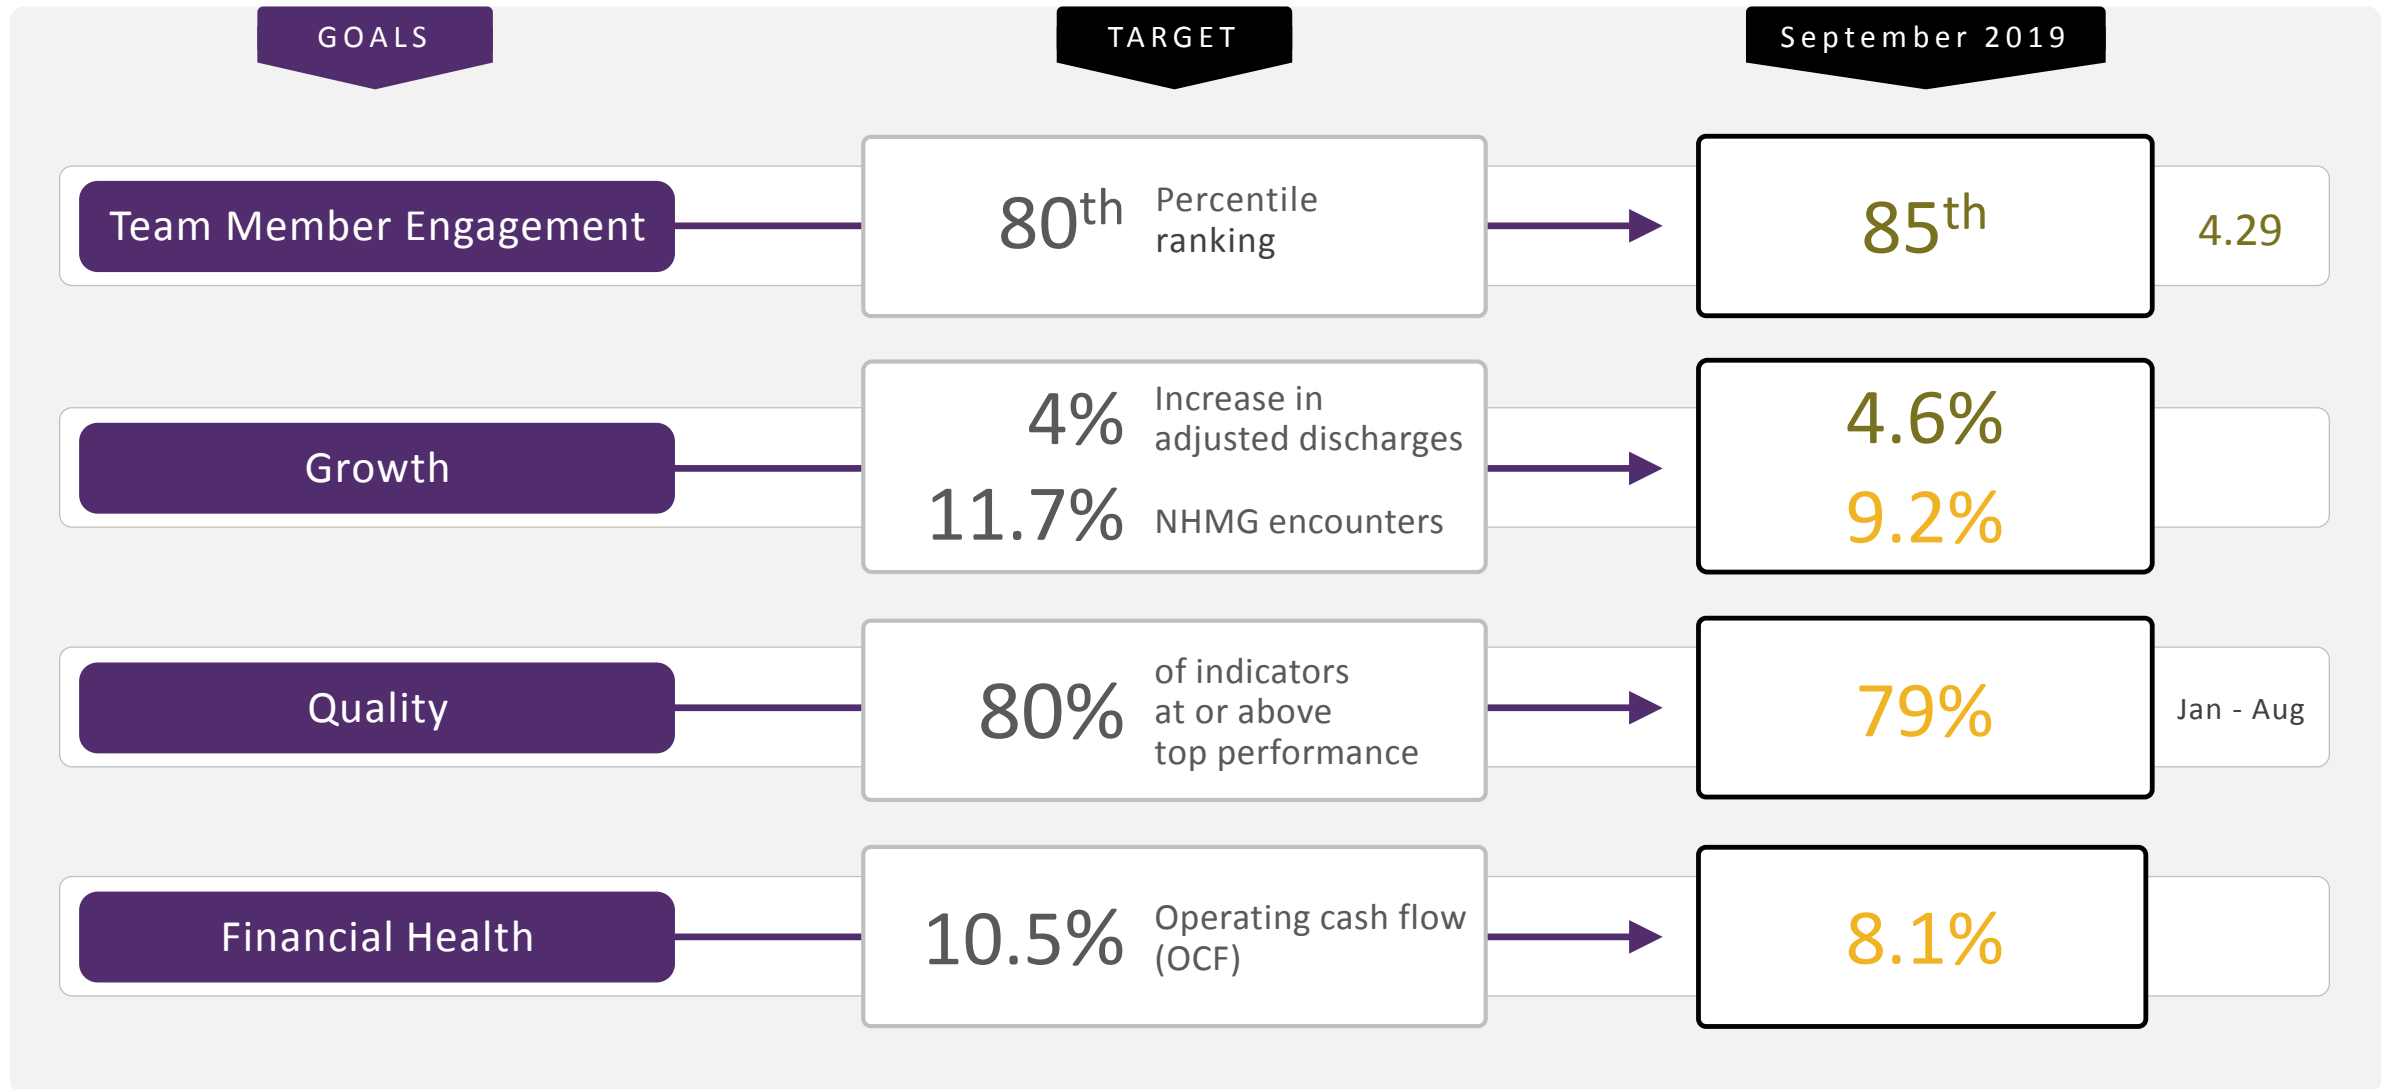 GOALS
TARGET
September 2019
Team Member Engagement
80th
Percentile
ranking
85th
4.29
Growth
4%
Increase in
adjusted discharges
11.7%
NHMG encounters
4.6%
9.2%
Quality
80%
of indicators
at or above
top performance
79%
Jan - Aug
Financial Health
10.5%
Operating cash flow
(OCF)
8.1%